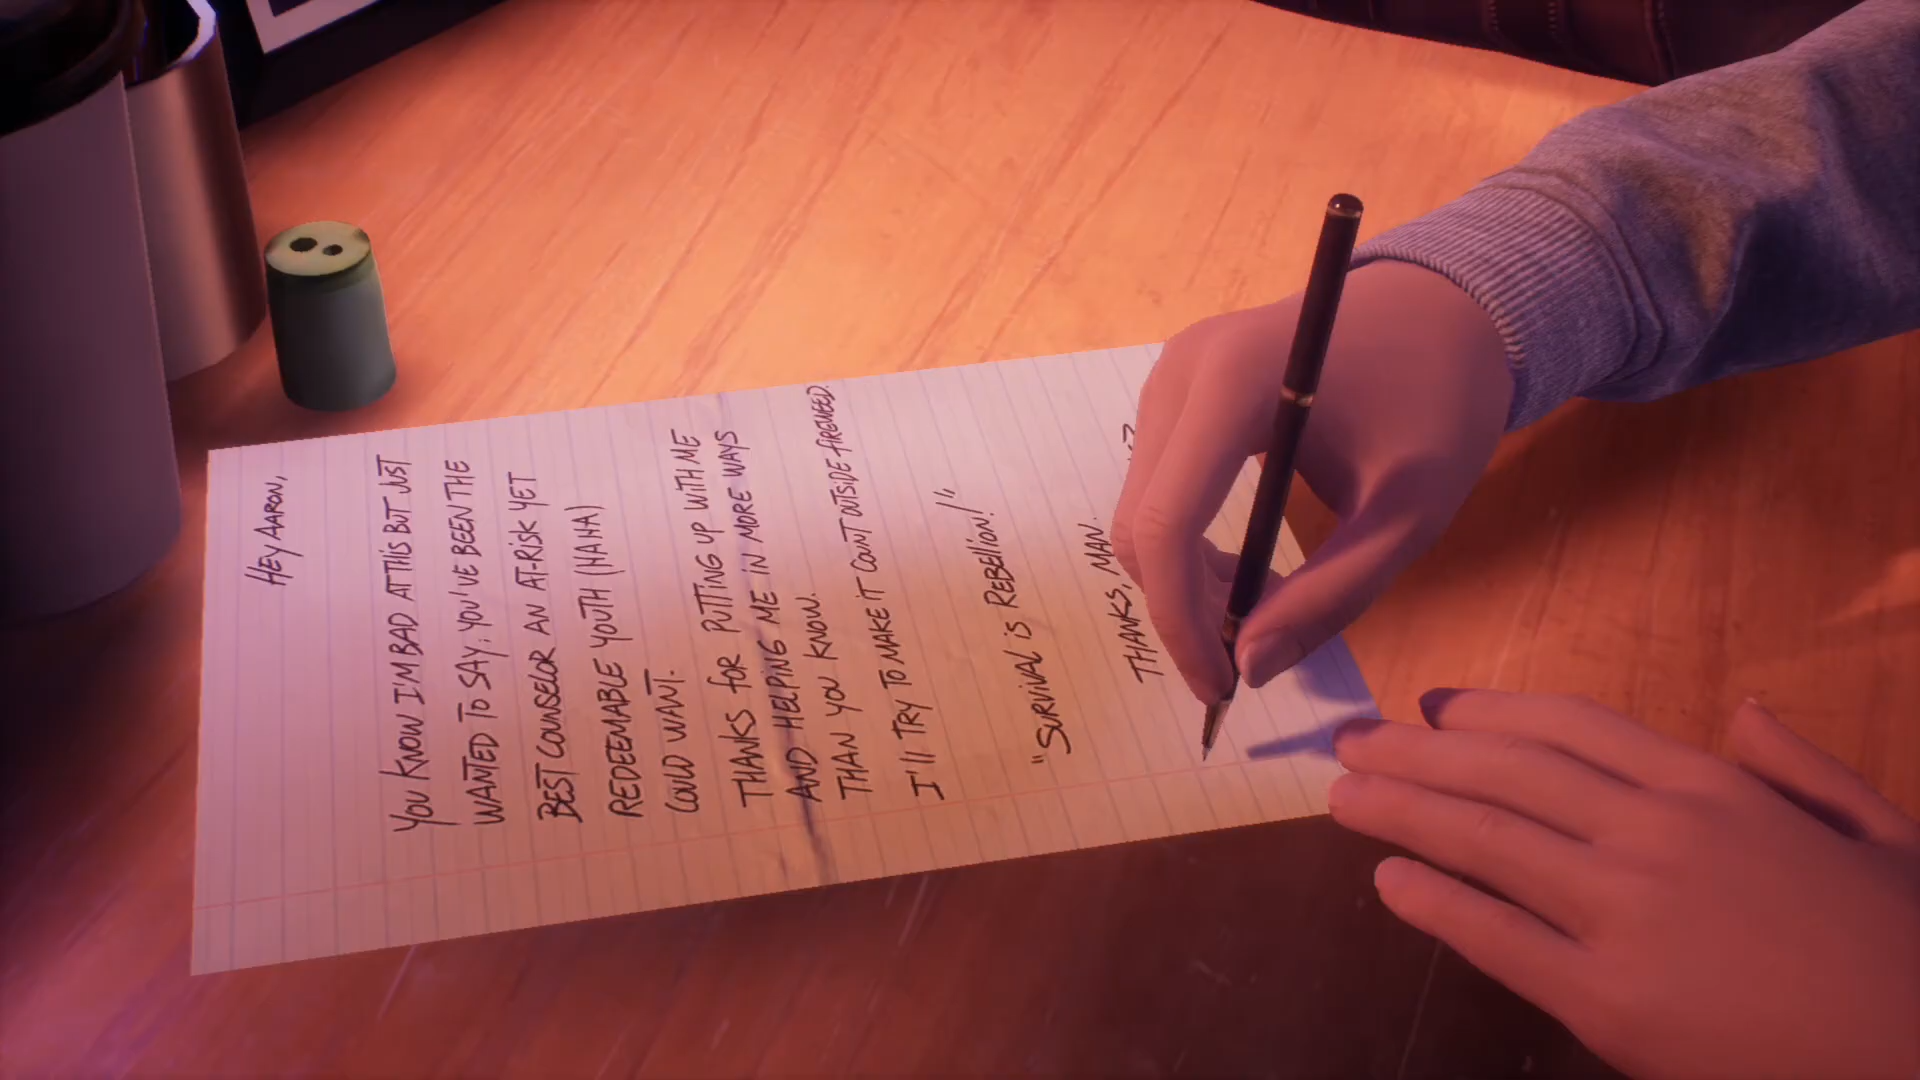 HEY AARON,
YOU KNOW I'M BAD AT THIS BUT JUST
WANTED TO SAY; YOU'VE BEEN THE
BEST COUNSELOR AN AT-RISK YET
REDEEMABLE YOUTH (HAHA)
COULD WANT.
THANKS FOR PUTTING UP WITH ME
AND HELPING ME IN MORE WAYS
THAN YOU KNOW.
I'll TRY TO MAKE IT COUNT OUTSIDE FIREWEED.
"SURVIVAL iS REBELLION!"
THANKS, MAN.